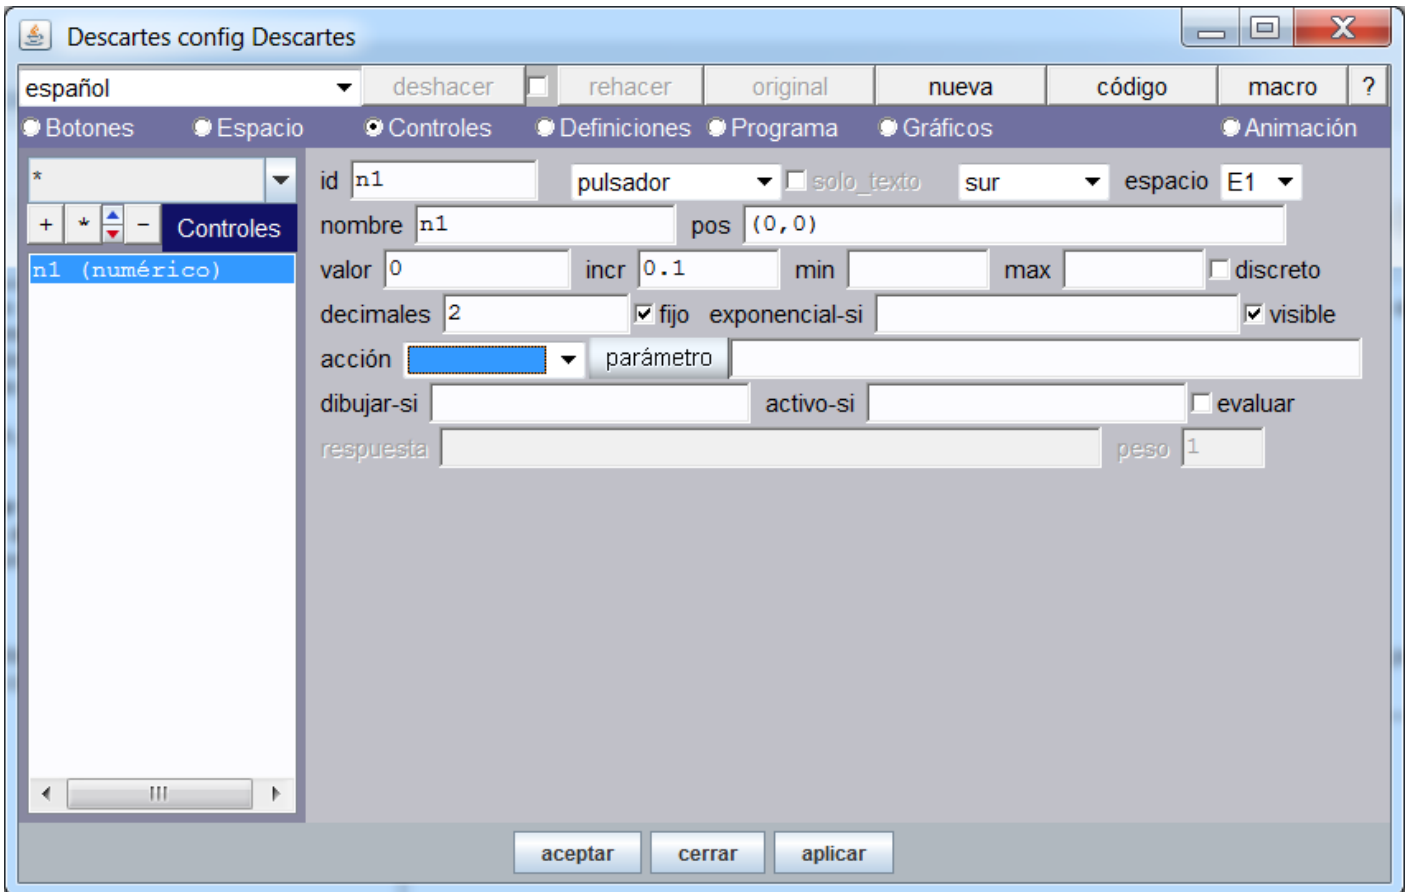 Descartes config Descartes
español deshacer rehacer original nueva código macro ?
Botones Espacio Controles Definiciones Programa Gráficos Animación
* id n1 pulsador solo_texto sur espacio E1
+ * - Controles nombre n1 pos (0,0)
n1 (numérico) valor 0 incr 0.1 min max discreto
decimales 2 fijo exponencial-si visible
acción parámetro
dibujar-si activo-si evaluar
respuesta peso 1
aceptar cerrar aplicar